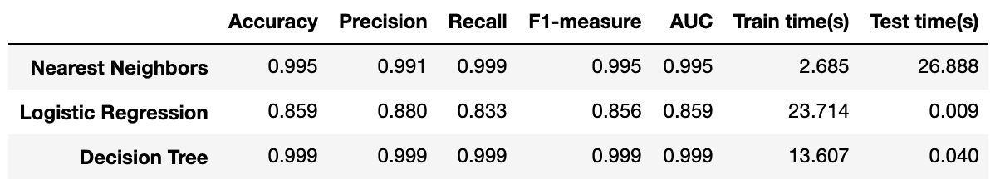 Accuracy Precision Recall F1-measure AUC Train time(s) Test time(s)
Nearest Neighbors 0.995 0.991 0.999 0.995 0.995 2.685 26.888
Logistic Regression 0.859 0.880 0.833 0.856 0.859 23.714 0.009
Decision Tree 0.999 0.999 0.999 0.999 0.999 13.607 0.040